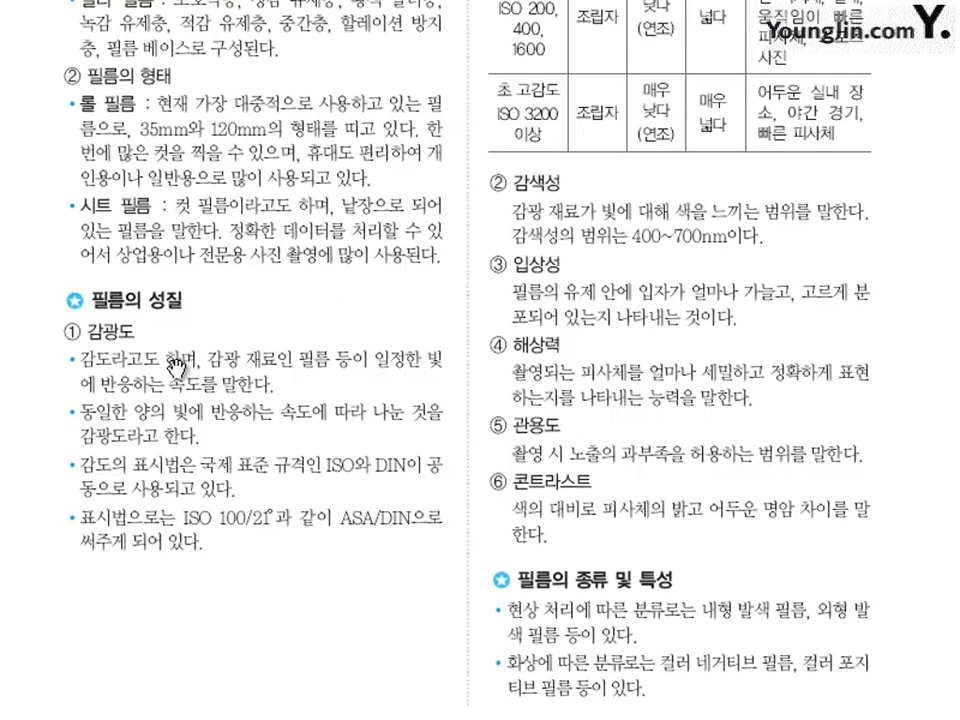 녹감 유제층, 적감 유제층, 중간층, 할레이션 방지
층, 필름 베이스로 구성된다.
② 필름의 형태
• 롤 필름 : 현재 가장 대중적으로 사용하고 있는 필
름으로, 35mm와 120mm의 형태를 띠고 있다. 한
번에 많은 컷을 찍을 수 있으며, 휴대도 편리하여 개
인용이나 일반용으로 많이 사용되고 있다.
• 시트 필름 : 컷 필름이라고도 하며, 낱장으로 되어
있는 필름을 말한다. 정확한 데이터를 처리할 수 있
어서 상업용이나 전문용 사진 촬영에 많이 사용된다.
필름의 성질
① 감광도
• 감도라고도 하며, 감광 재료인 필름 등이 일정한 빛
에 반응하는 속도를 말한다.
• 동일한 양의 빛에 반응하는 속도에 따라 나눈 것을
감광도라고 한다.
• 감도의 표시법은 국제 표준 규격인 ISO와 DIN이 공
동으로 사용되고 있다.
• 표시법으로는 ISO 100/21°과 같이 ASA/DIN으로
써주게 되어 있다.
Younglin.com Y.
ISO 200,
400,
1600
조립자
낮다
(연조)
넓다
움직임이 빠른
피사체,
사진
초 고감도
ISO 3200
이상
조립자
매우
낮다
(연조)
매우
넓다
어두운 실내 장
소, 야간 경기,
빠른 피사체
② 감색성
감광 재료가 빛에 대해 색을 느끼는 범위를 말한다.
감색성의 범위는 400~700nm이다.
③ 입상성
필름의 유제 안에 입자가 얼마나 가늘고, 고르게 분
포되어 있는지 나타내는 것이다.
④ 해상력
촬영되는 피사체를 얼마나 세밀하고 정확하게 표현
하는지를 나타내는 능력을 말한다.
⑤ 관용도
촬영 시 노출의 과부족을 허용하는 범위를 말한다.
⑥ 콘트라스트
색의 대비로 피사체의 밝고 어두운 명암 차이를 말
한다.
필름의 종류 및 특성
• 현상 처리에 따른 분류로는 내형 발색 필름, 외형 발
색 필름 등이 있다.
• 화상에 따른 분류로는 컬러 네거티브 필름, 컬러 포지
티브 필름 등이 있다.